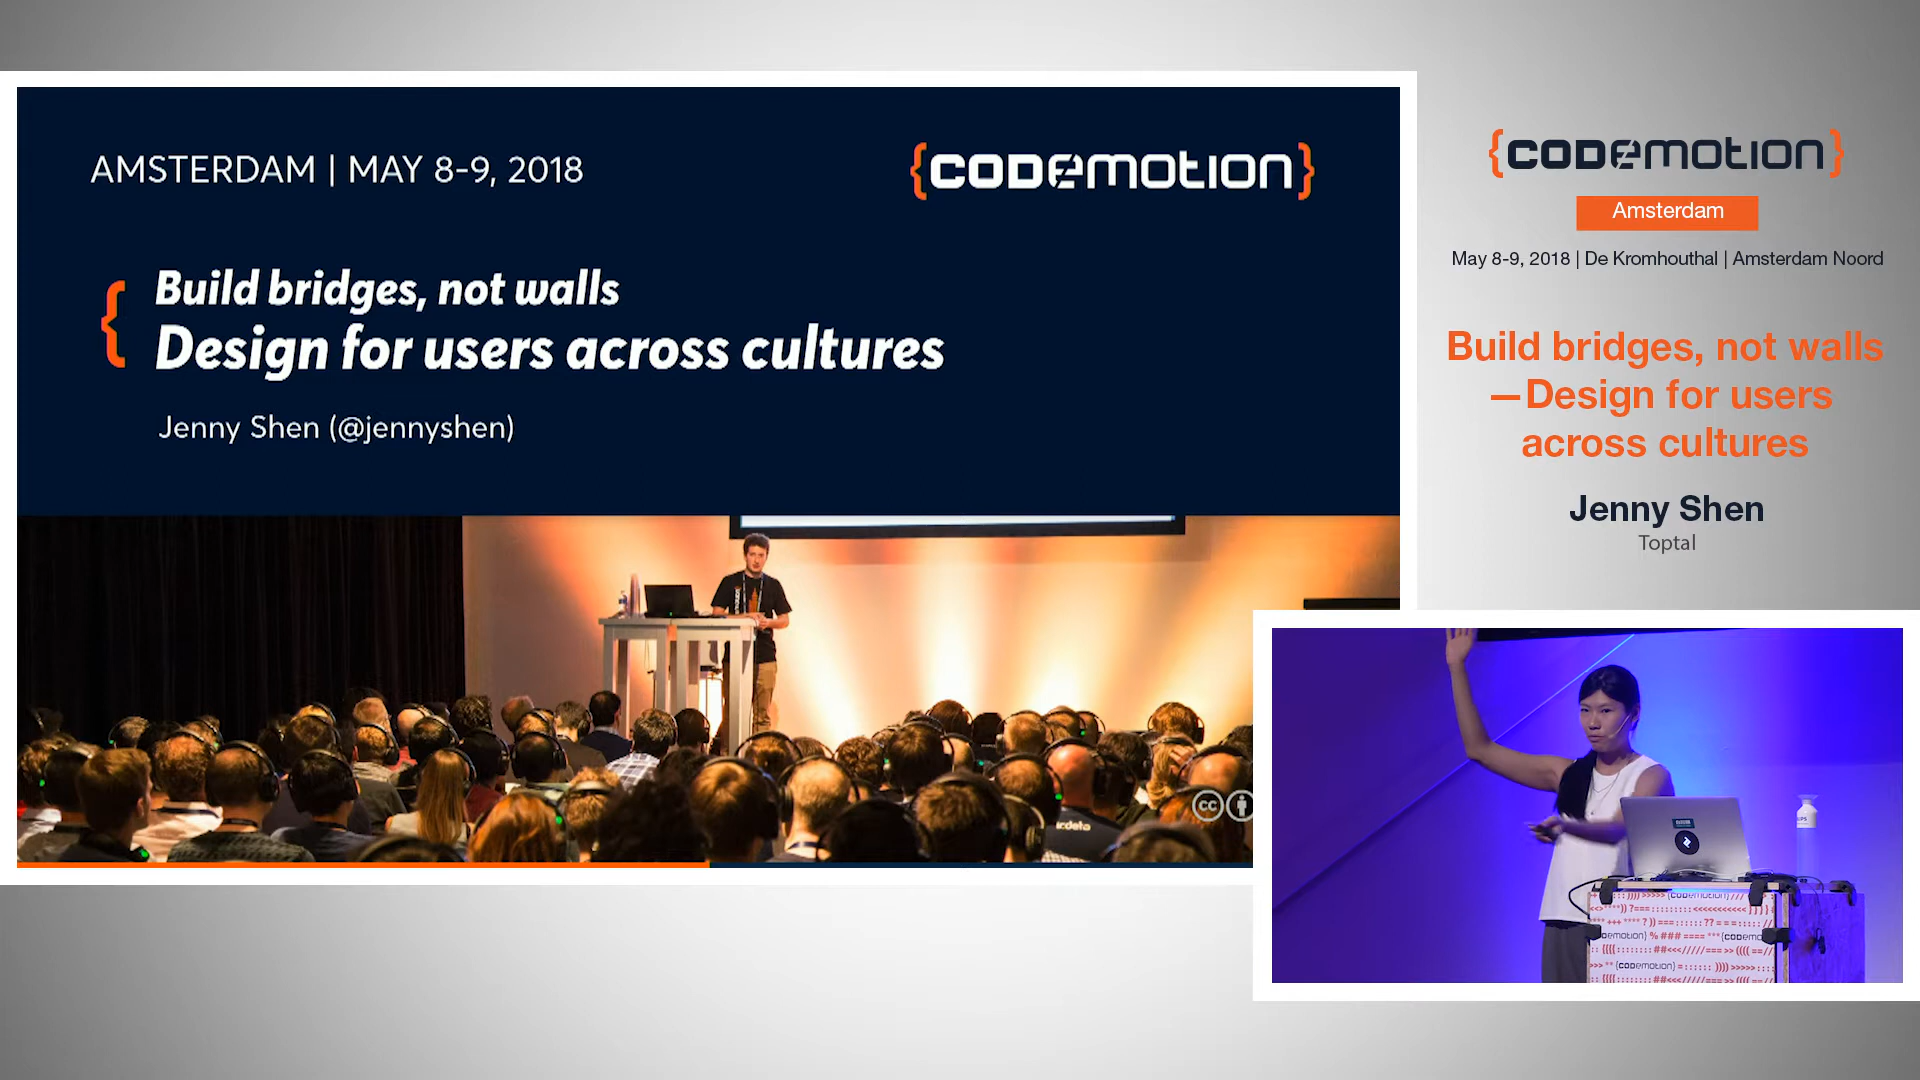 AMSTERDAM | MAY 8-9, 2018
{CODEMOTION}
Build bridges, not walls
Design for users across cultures
Jenny Shen (@jennyshen)
cc
{CODEMOTION}
Amsterdam
May 8-9, 2018 | De Kromhouthal | Amsterdam Noord
Build bridges, not walls
—Design for users
across cultures
Jenny Shen
Toptal